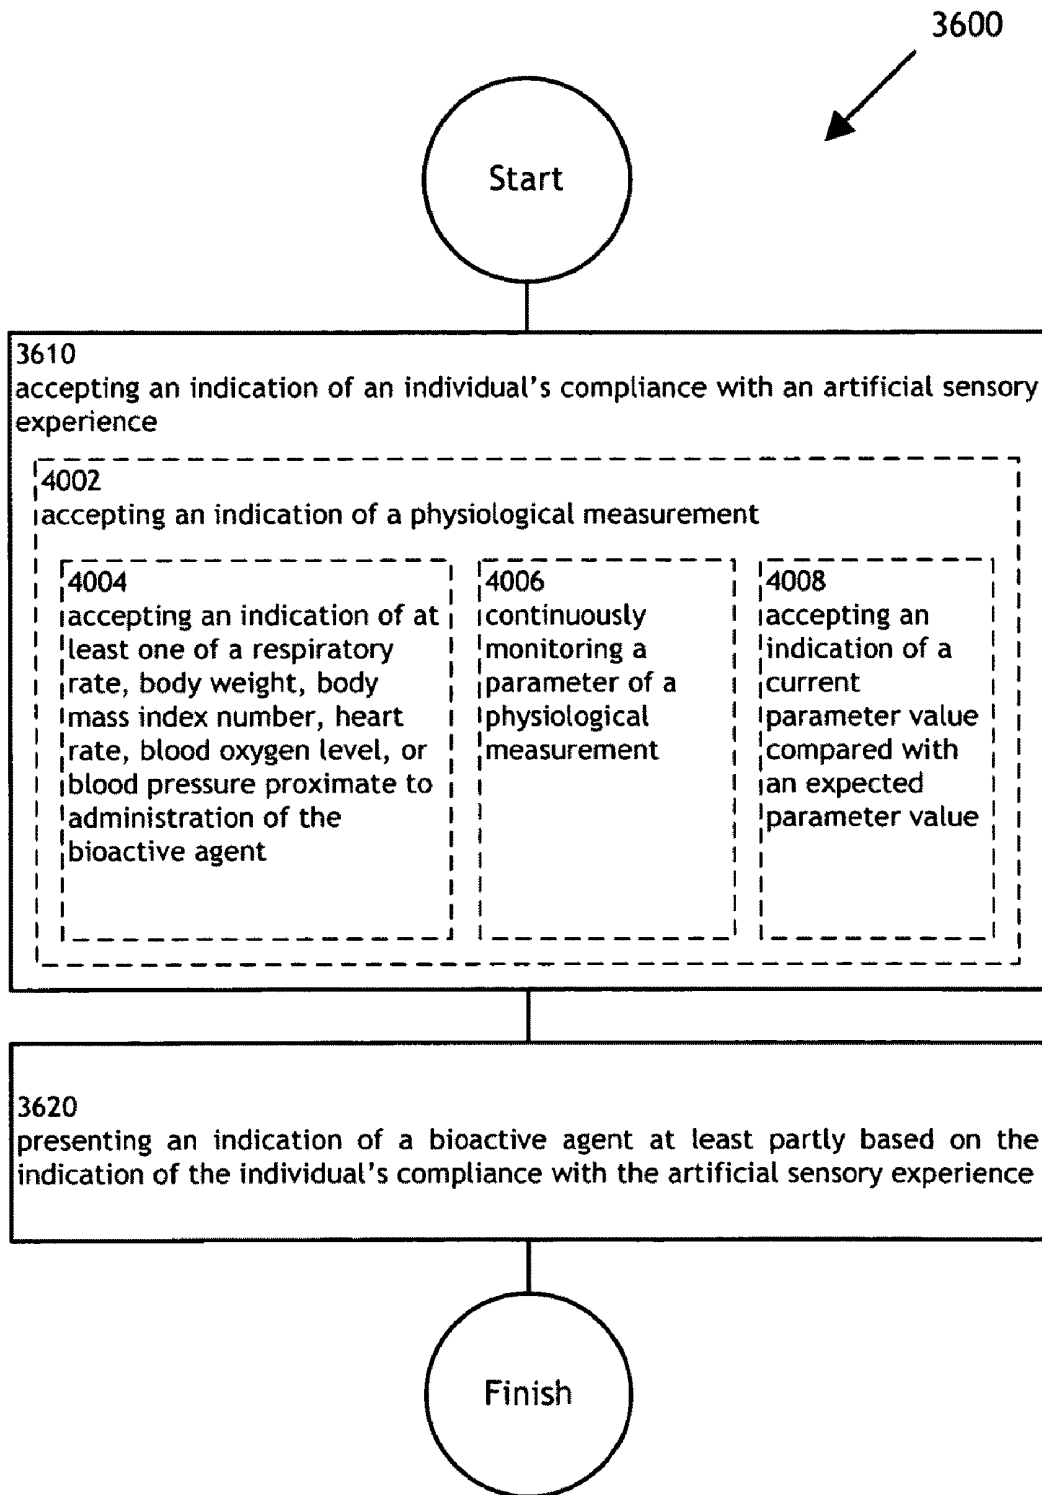 3600
Start
3610
accepting an indication of an individual's compliance with an artificial sensory
experience
4002
accepting an indication of a physiological measurement
4004
accepting an indication of at
least one of a respiratory
rate, body weight, body
mass index number, heart
rate, blood oxygen level, or
blood pressure proximate to
administration of the
bioactive agent
4006
continuously
monitoring a
parameter of a
physiological
measurement
4008
accepting an
indication of a
current
parameter value
compared with
an expected
parameter value
3620
presenting an indication of a bioactive agent at least partly based on the
indication of the individual's compliance with the artificial sensory experience
Finish